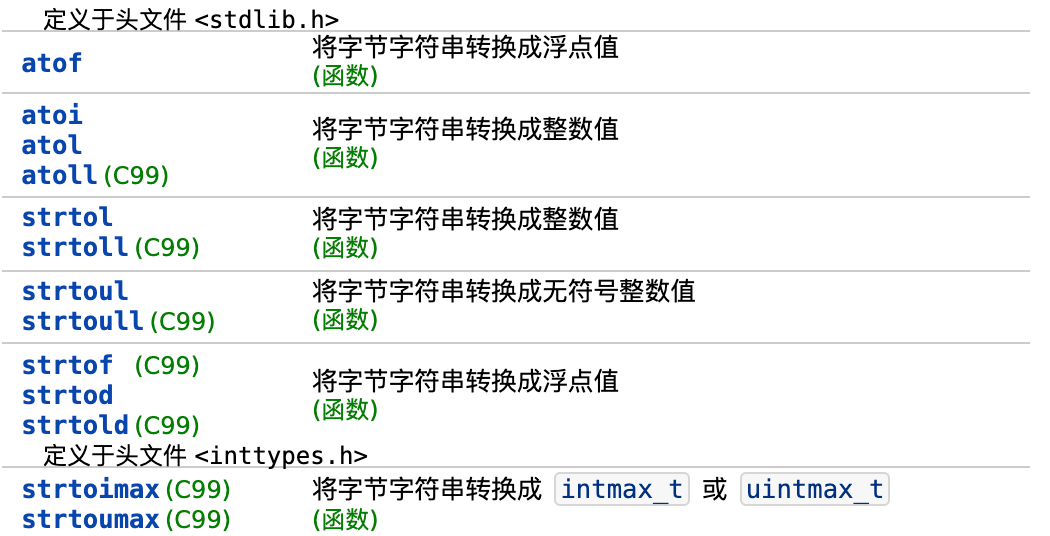 定义于头文件 <stdlib.h>
atof
将字节字符串转换成浮点值
(函数)
atoi
atol
atoll (C99)
将字节字符串转换成整数值
(函数)
strtol
strtoll (C99)
将字节字符串转换成整数值
(函数)
strtoul
strtoull (C99)
将字节字符串转换成无符号整数值
(函数)
strtof (C99)
strtod
strtold (C99)
将字节字符串转换成浮点值
(函数)
定义于头文件 <inttypes.h>
strtoimax (C99)
strtoumax (C99)
将字节字符串转换成 intmax_t 或 uintmax_t
(函数)